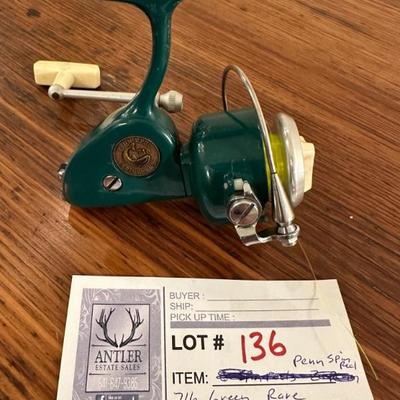 BUYER :
SHIP:
PICK UP TIME :
LOT # 136
ANTLER
ESTATE SALES
Penn Spin
Reel
ITEM:
716 Green Rare